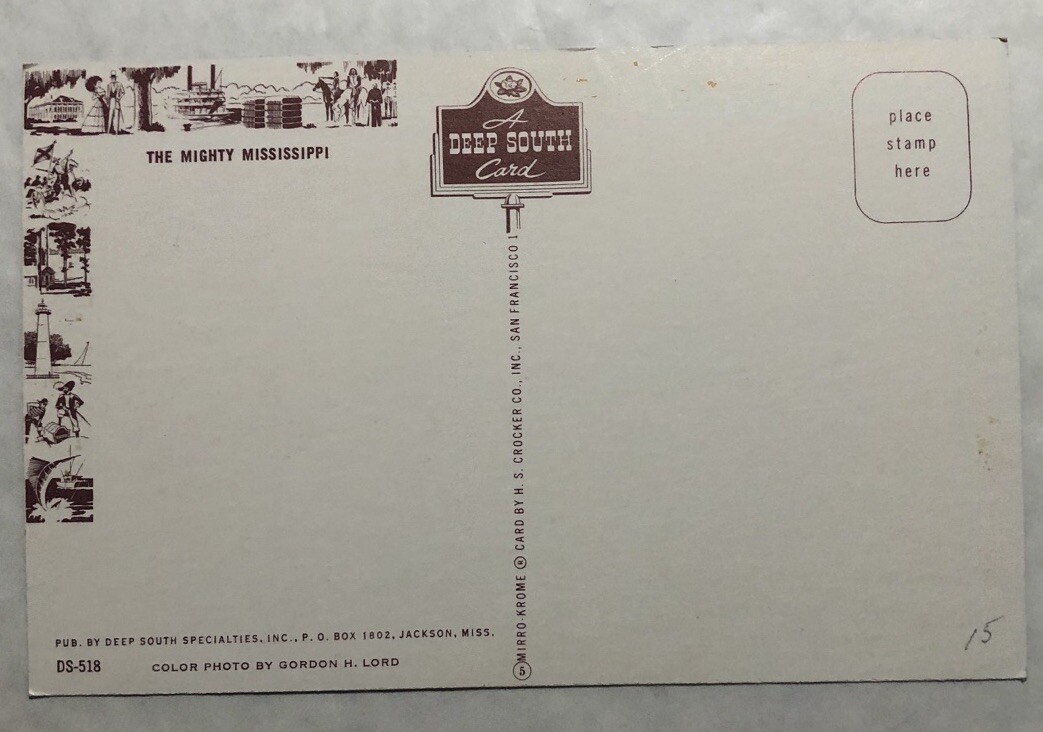 THE MIGHTY MISSISSIPPI
A
DEEP SOUTH
Card
place
stamp
here
5 MIRRO-KROME ® CARD BY H. S. CROCKER CO., INC., SAN FRANCISCO 1
PUB. BY DEEP SOUTH SPECIALTIES, INC., P. O. BOX 1802, JACKSON, MISS.
DS-518 COLOR PHOTO BY GORDON H. LORD
15